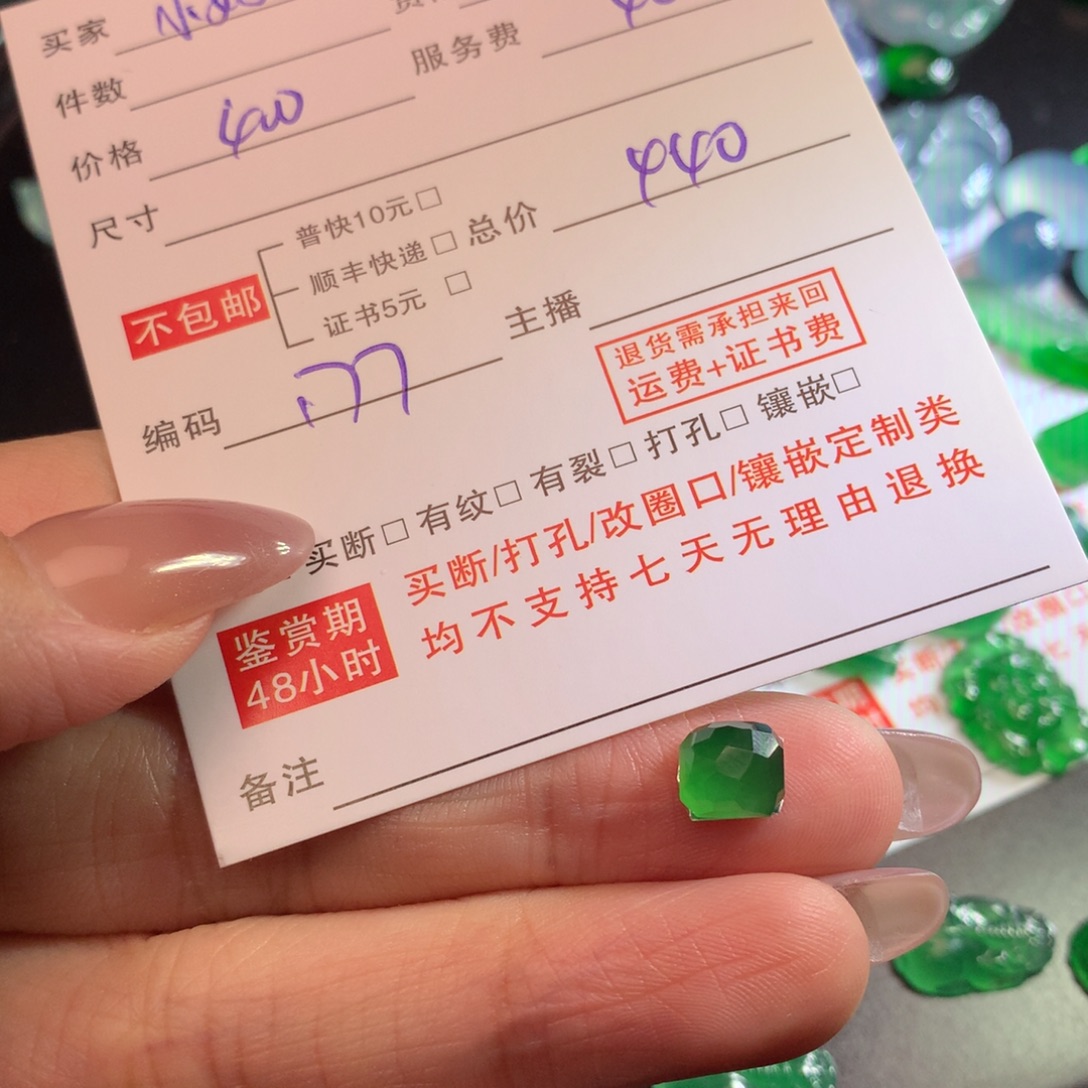 买家
件数 服务费
价格 400
尺寸
普快10元□ 总价 440
不包邮 顺丰快递□
证书5元 □ 主播
退货需承担来回
运费+证书费
编码 177
买断□ 有纹□ 有裂□ 打孔□ 镶嵌□
买断/打孔/改圈口/镶嵌定制类
均不支持七天无理由退换
鉴赏期
48小时
备注